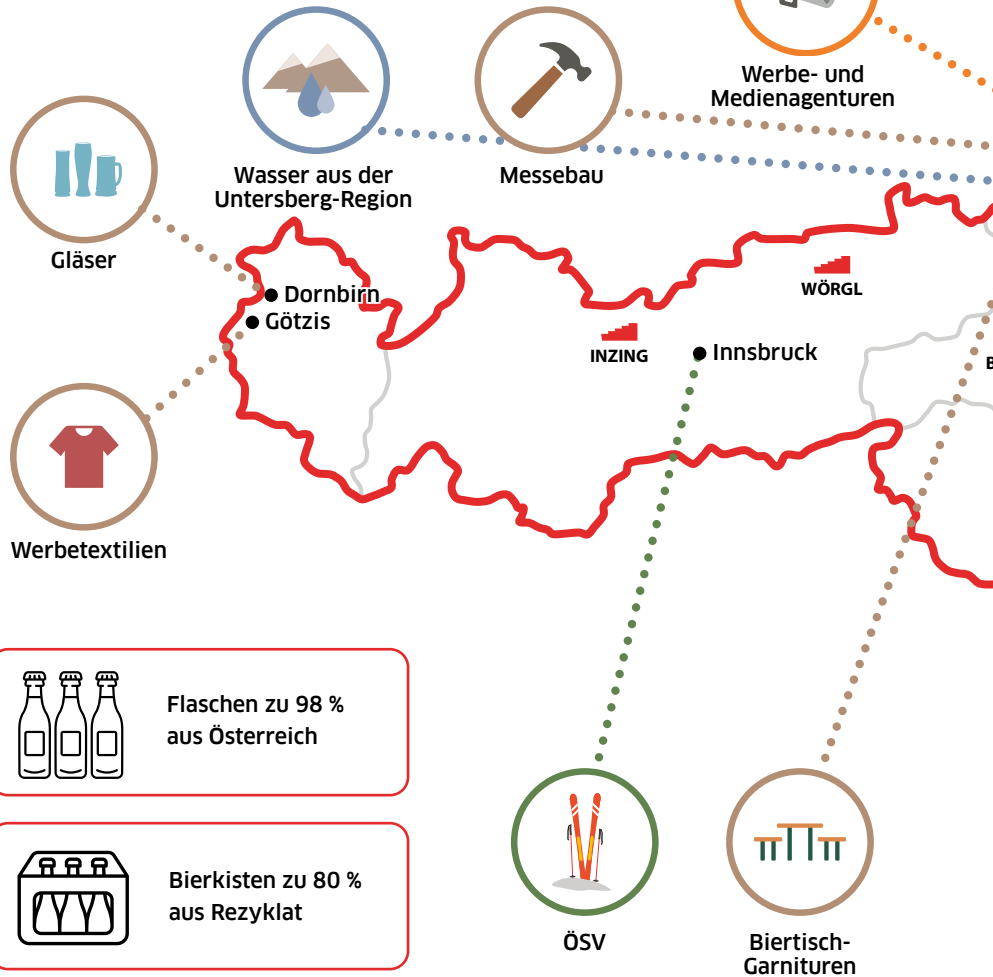 Werbe- und
Medienagenturen
Wasser aus der
Untersberg-Region
Messebau
Gläser
Dornbirn
Götzis
WÖRGL
INZING
Innsbruck
B
Werbetextilien
Flaschen zu 98 %
aus Österreich
Bierkisten zu 80 %
aus Rezyklat
ÖSV
Biertisch-
Garnituren